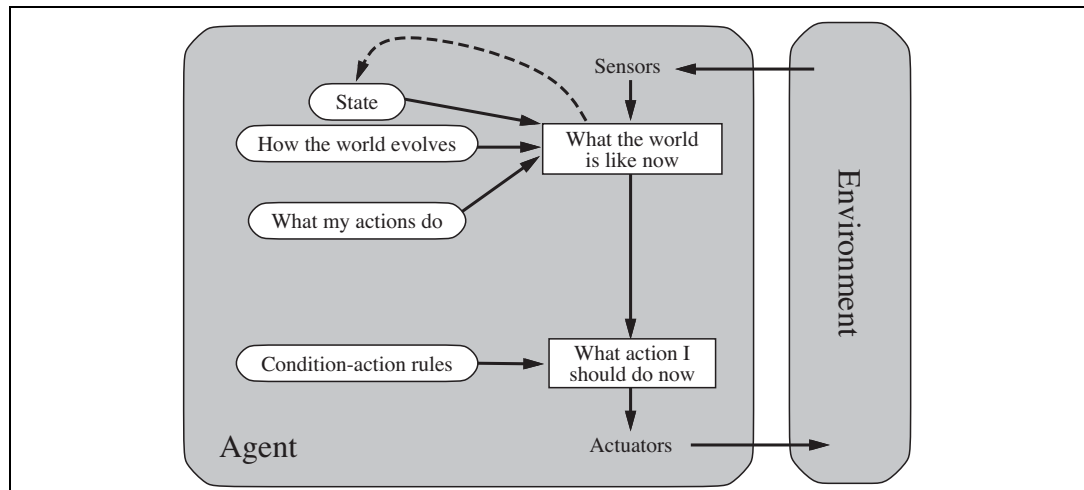 Sensors
State
How the world evolves
What the world
is like now
What my actions do
Environment
Condition-action rules
What action I
should do now
Agent
Actuators